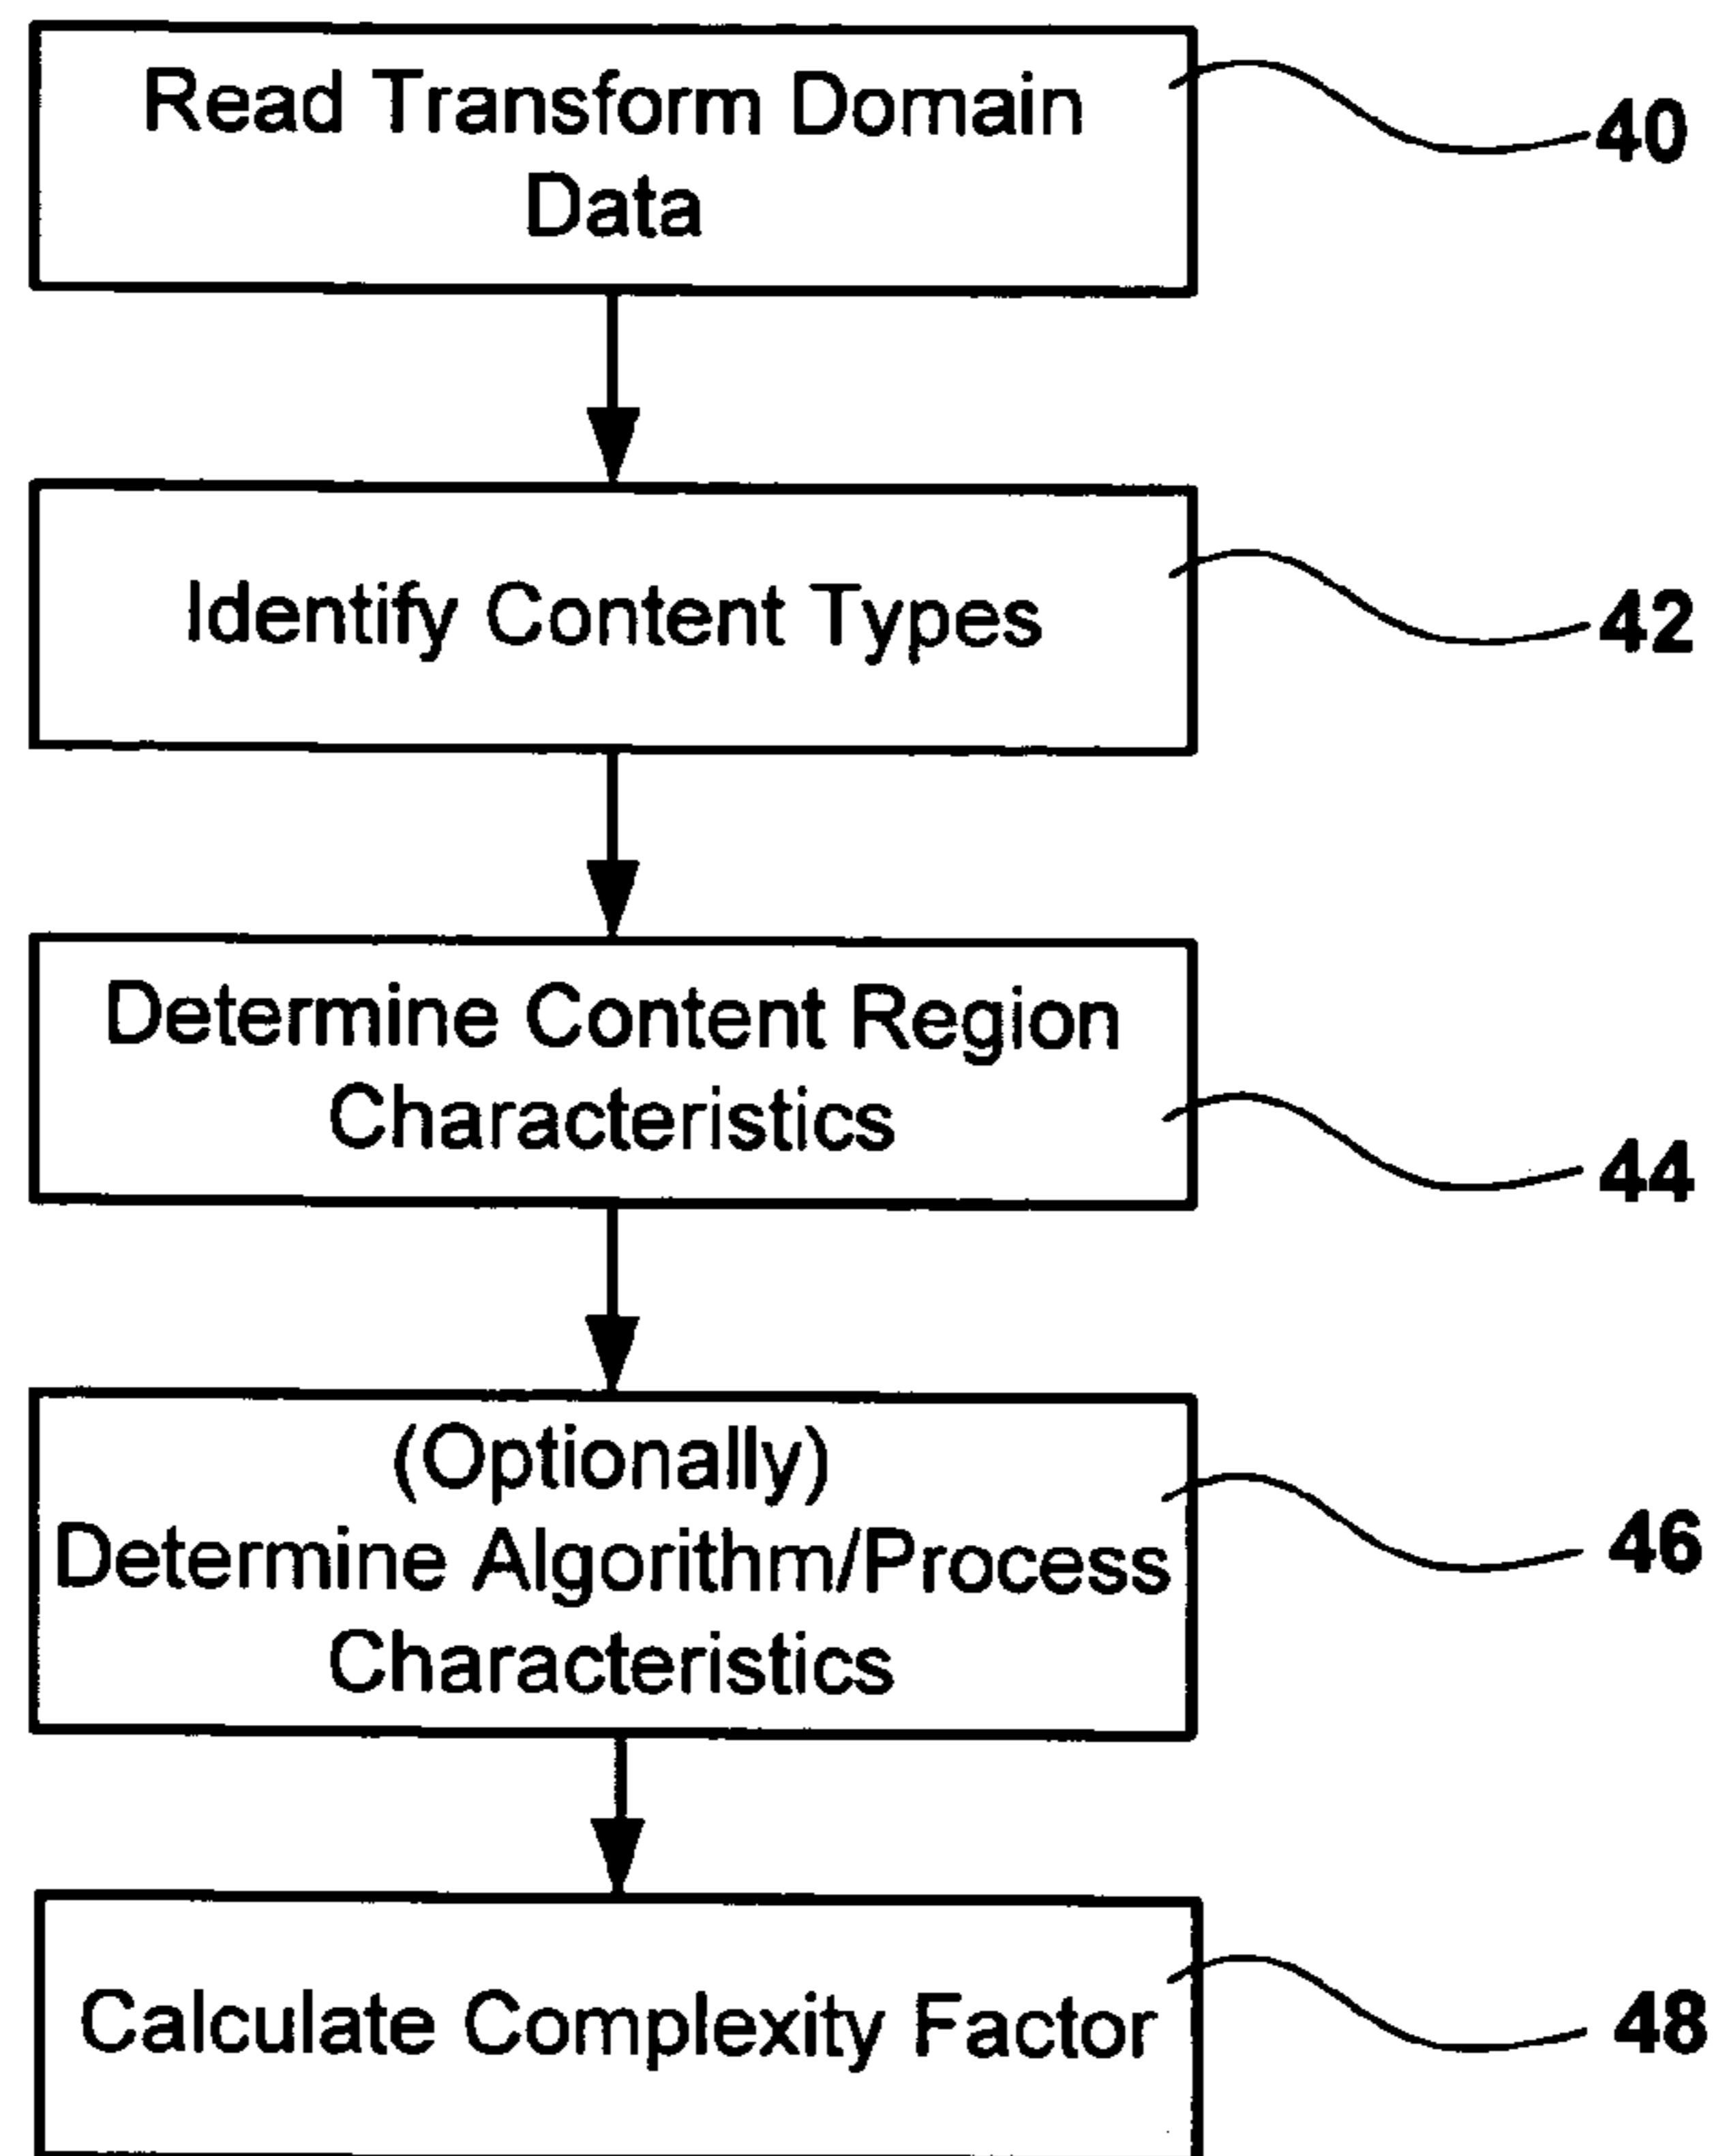 Read Transform Domain
Data
40
Identify Content Types
42
Determine Content Region
Characteristics
44
(Optionally)
Determine Algorithm/Process
Characteristics
46
Calculate Complexity Factor
48